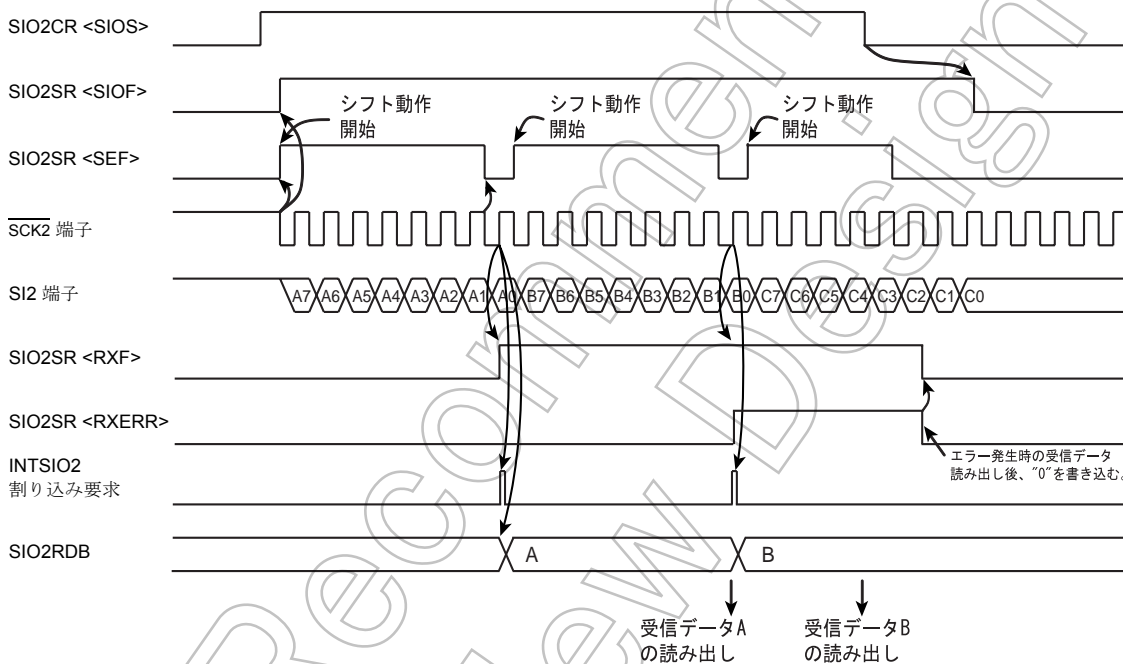 SIO2CR <SIOS>
SIO2SR <SIOF>
シフト動作
開始
シフト動作
開始
シフト動作
開始
SIO2SR <SEF>
SCK2 端子
SI2 端子
A7 A6 A5 A4 A3 A2 A1 A0 B7 B6 B5 B4 B3 B2 B1 B0 C7 C6 C5 C4 C3 C2 C1 C0
SIO2SR <RXF>
SIO2SR <RXERR>
エラー発生時の受信データ
読み出し後、"0"を書き込む。
INTSIO2
割り込み要求
SIO2RDB
A
B
受信データA
の読み出し
受信データB
の読み出し
Recommen
Design
ew